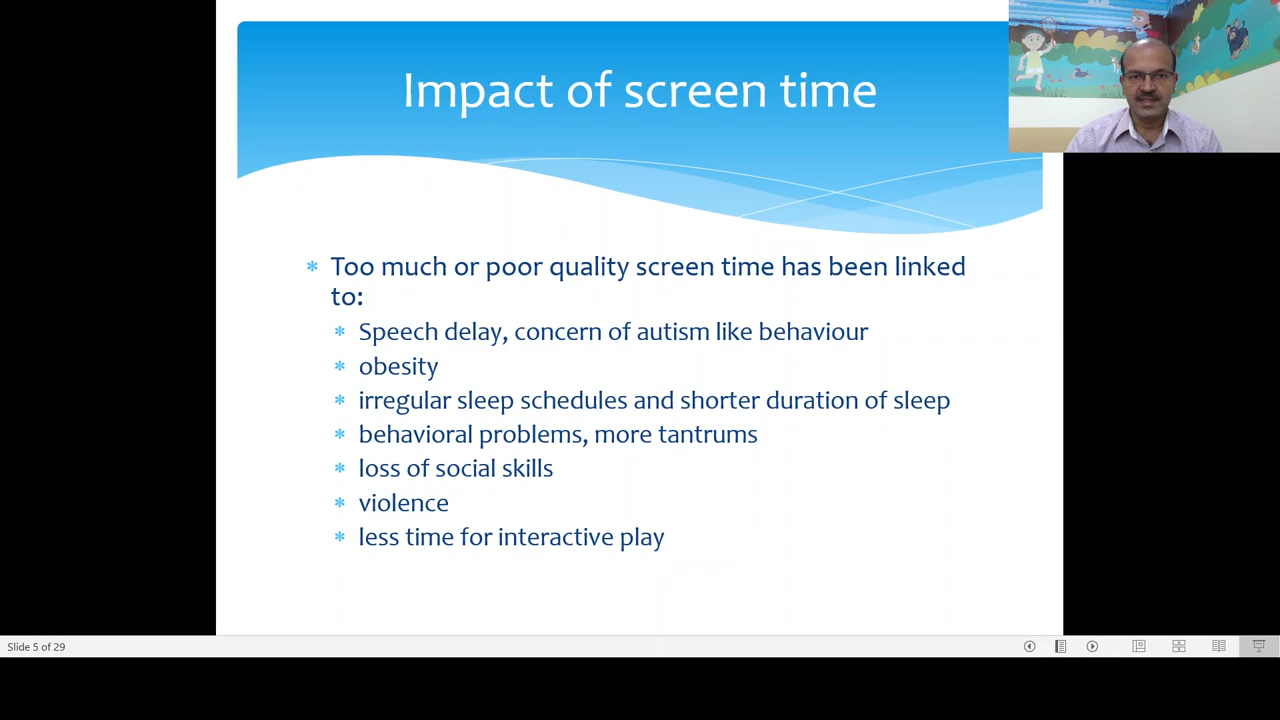 Impact of screen time
* Too much or poor quality screen time has been linked
to:
* Speech delay, concern of autism like behaviour
* obesity
* irregular sleep schedules and shorter duration of sleep
* behavioral problems, more tantrums
* loss of social skills
* violence
* less time for interactive play
Slide 5 of 29